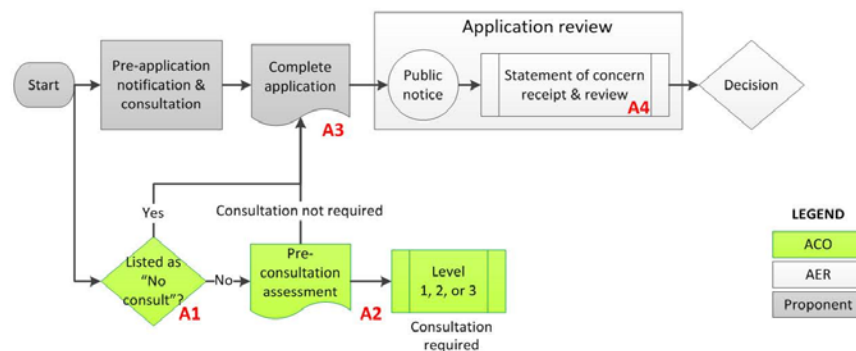 Application review
Start
Pre-application
notification &
consultation
Complete
application
Public
notice
Statement of concern
receipt & review
Decision
A3
A4
Yes
Consultation not required
Listed as
“No
consult”?
No
Pre-
consultation
assessment
Level
1, 2, or 3
A1
A2
Consultation
required
LEGEND
ACO
AER
Proponent